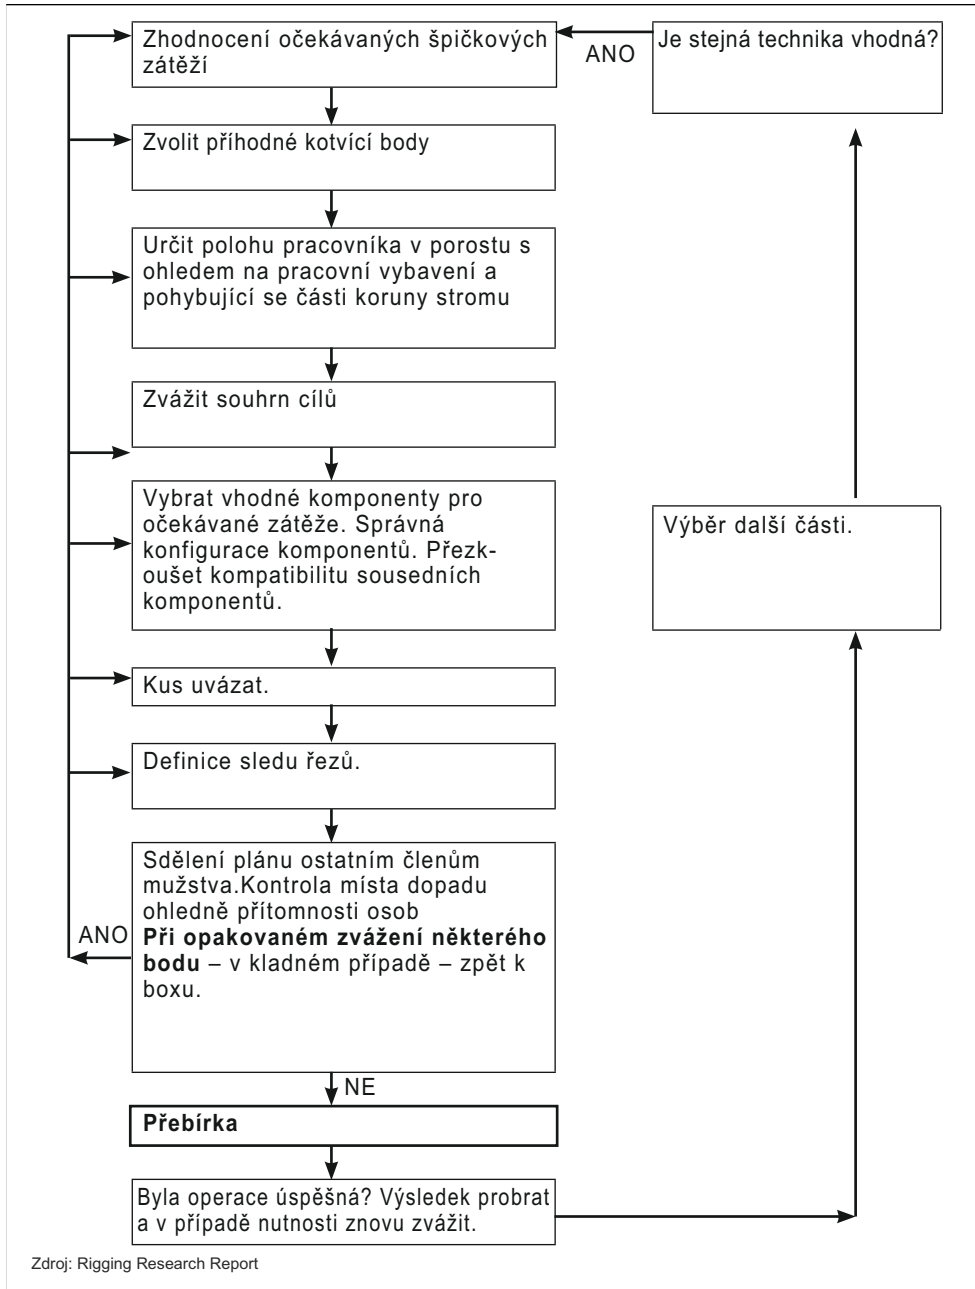 Zhodnocení očekávaných špičkových
zátěží
ANO
Je stejná technika vhodná?
Zvolit příhodné kotvící body
Určit polohu pracovníka v porostu s
ohledem na pracovní vybavení a
pohybující se části koruny stromu
Zvážit souhrn cílů
Vybrat vhodné komponenty pro
očekávané zátěže. Správná
konfigurace komponentů. Přezk-
oušet kompatibilitu sousedních
komponentů.
Výběr další části.
Kus uvázat.
Definice sledu řezů.
Sdělení plánu ostatním členům
mužstva.Kontrola místa dopadu
ohledně přítomnosti osob
Při opakovaném zvážení některého
bodu – v kladném případě – zpět k
boxu.
ANO
NE
Přebírka
Byla operace úspěšná? Výsledek probrat
a v případě nutnosti znovu zvážit.
Zdroj: Rigging Research Report